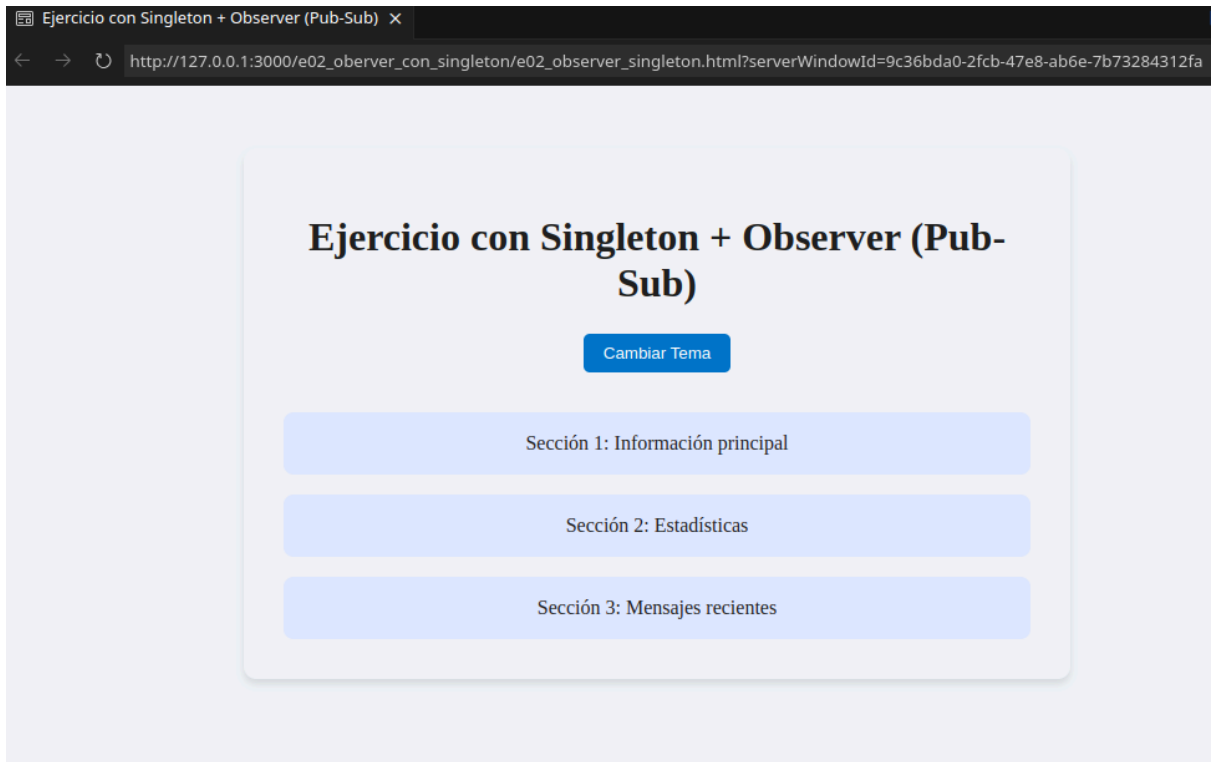 Ejercicio con Singleton + Observer (Pub-Sub)
http://127.0.0.1:3000/e02_oberver_con_singleton/e02_observer_singleton.html?serverWindowId=9c36bda0-2fcb-47e8-ab6e-7b73284312fa
Ejercicio con Singleton + Observer (Pub-
Sub)
Cambiar Tema
Sección 1: Información principal
Sección 2: Estadísticas
Sección 3: Mensajes recientes